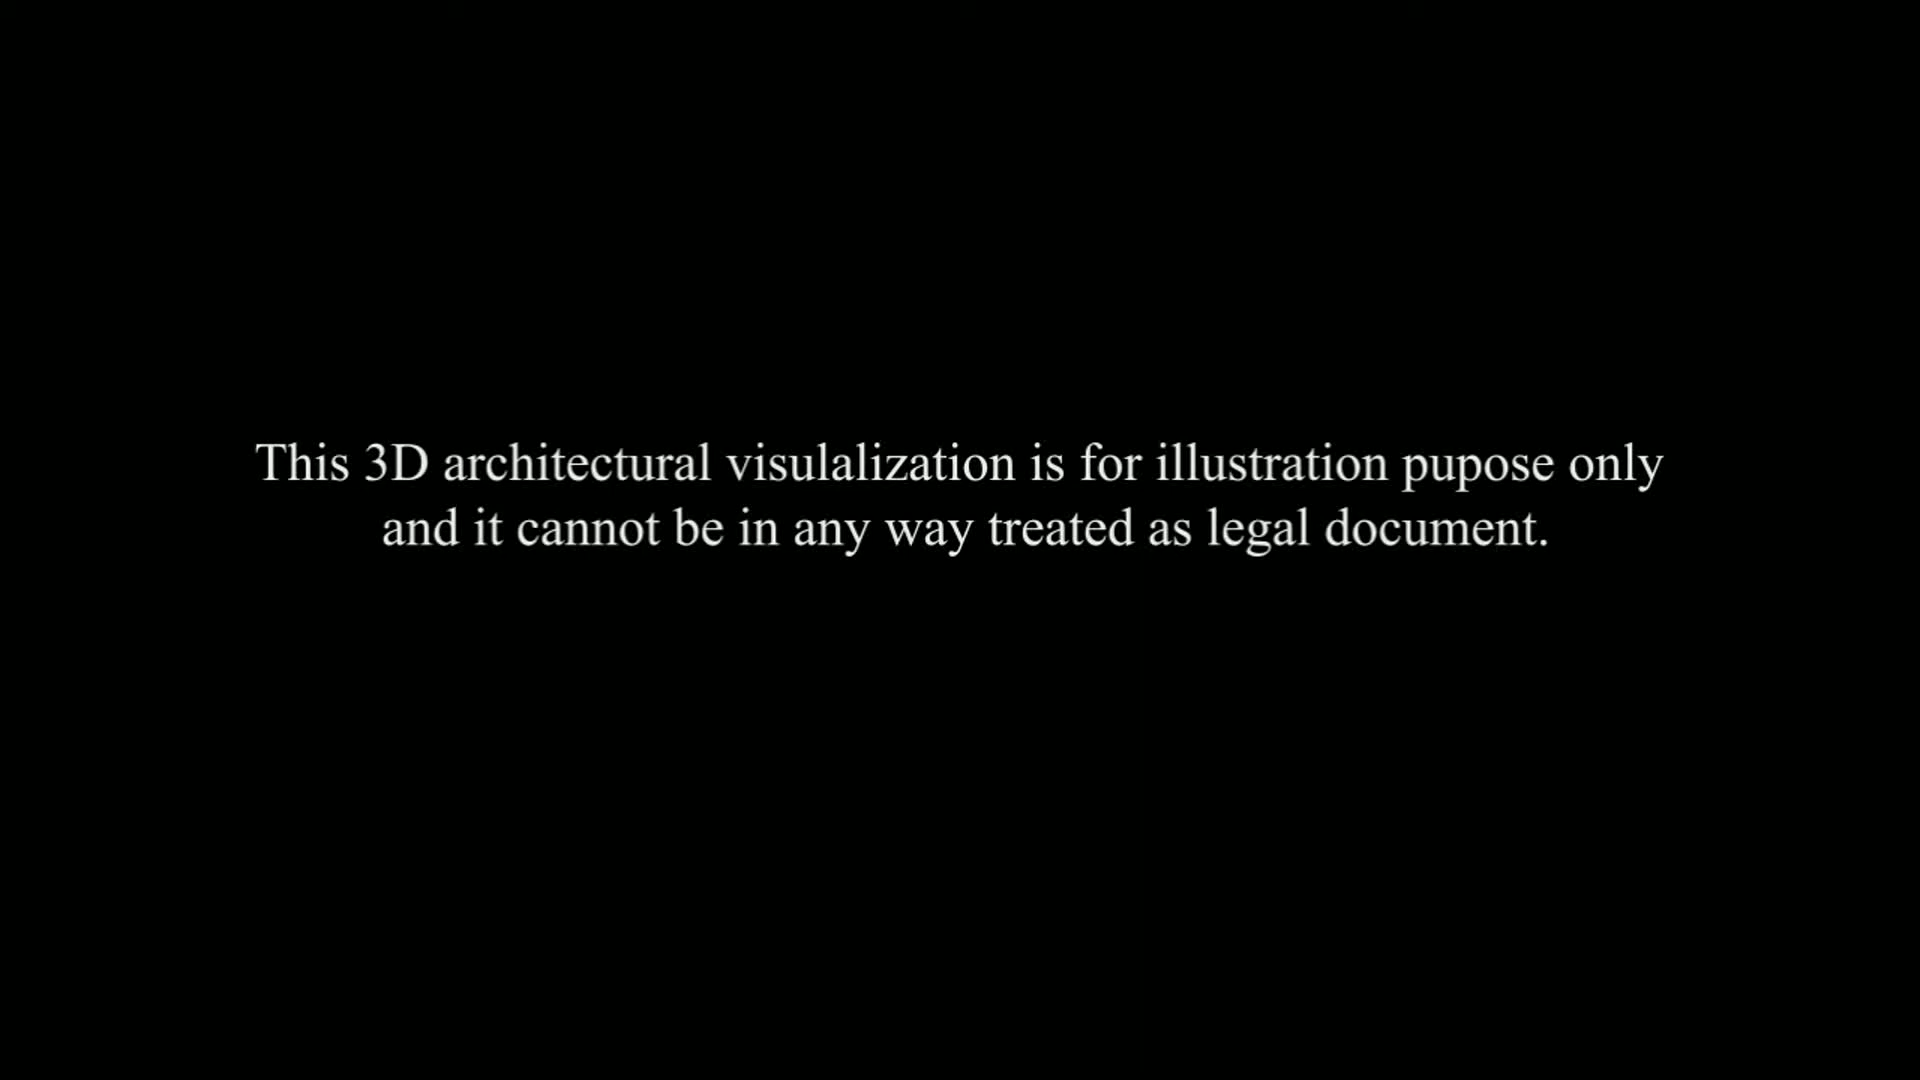 This 3D architectural visulalization is for illustration pupose only
and it cannot be in any way treated as legal document.